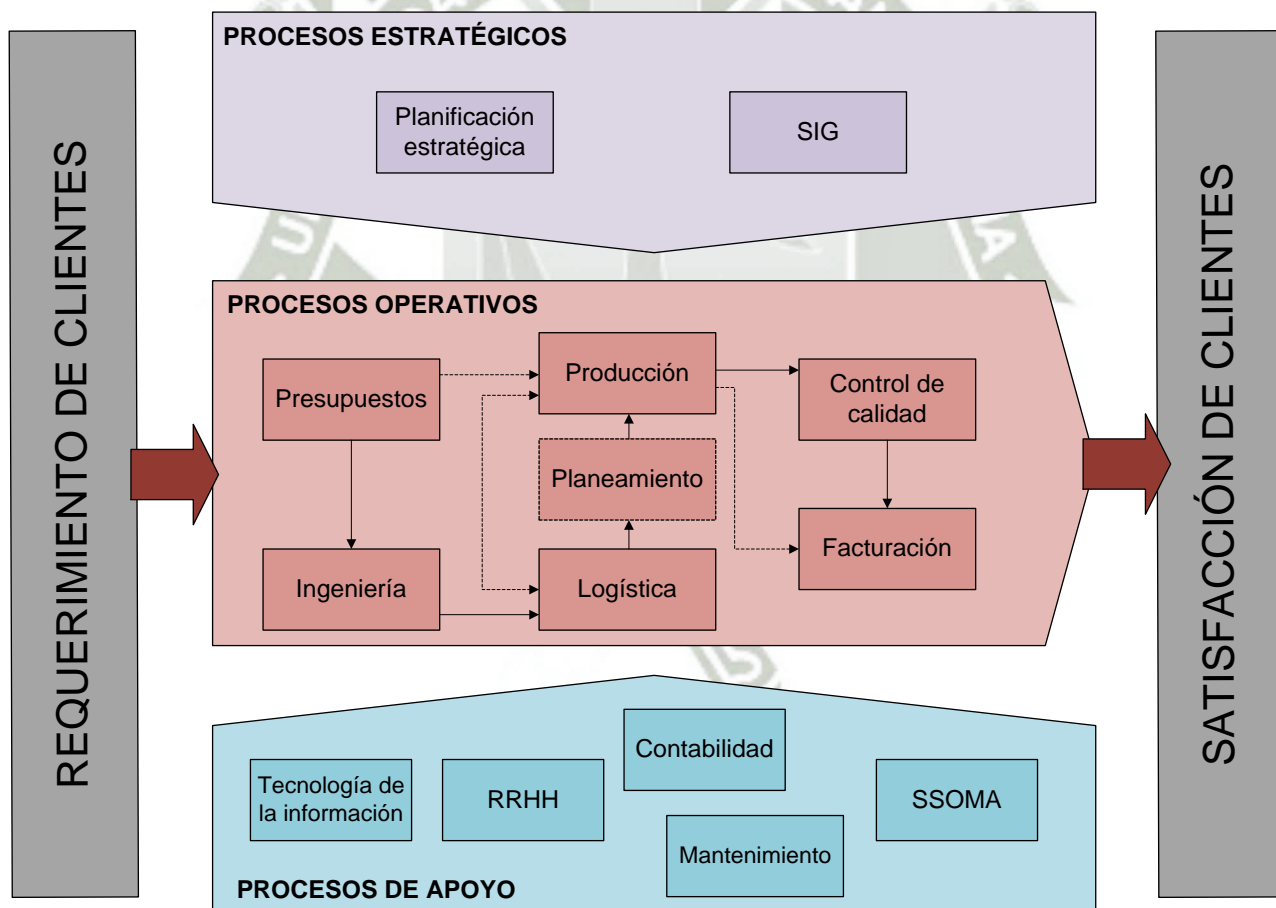 REQUERIMIENTO DE CLIENTES
PROCESOS ESTRATÉGICOS
Planificación
estratégica
SIG
PROCESOS OPERATIVOS
Presupuestos
Producción
Control de
calidad
Planeamiento
Ingeniería
Logística
Facturación
Contabilidad
Tecnología de
la información
RRHH
SSOMA
Mantenimiento
PROCESOS DE APOYO
SATISFACCIÓN DE CLIENTES